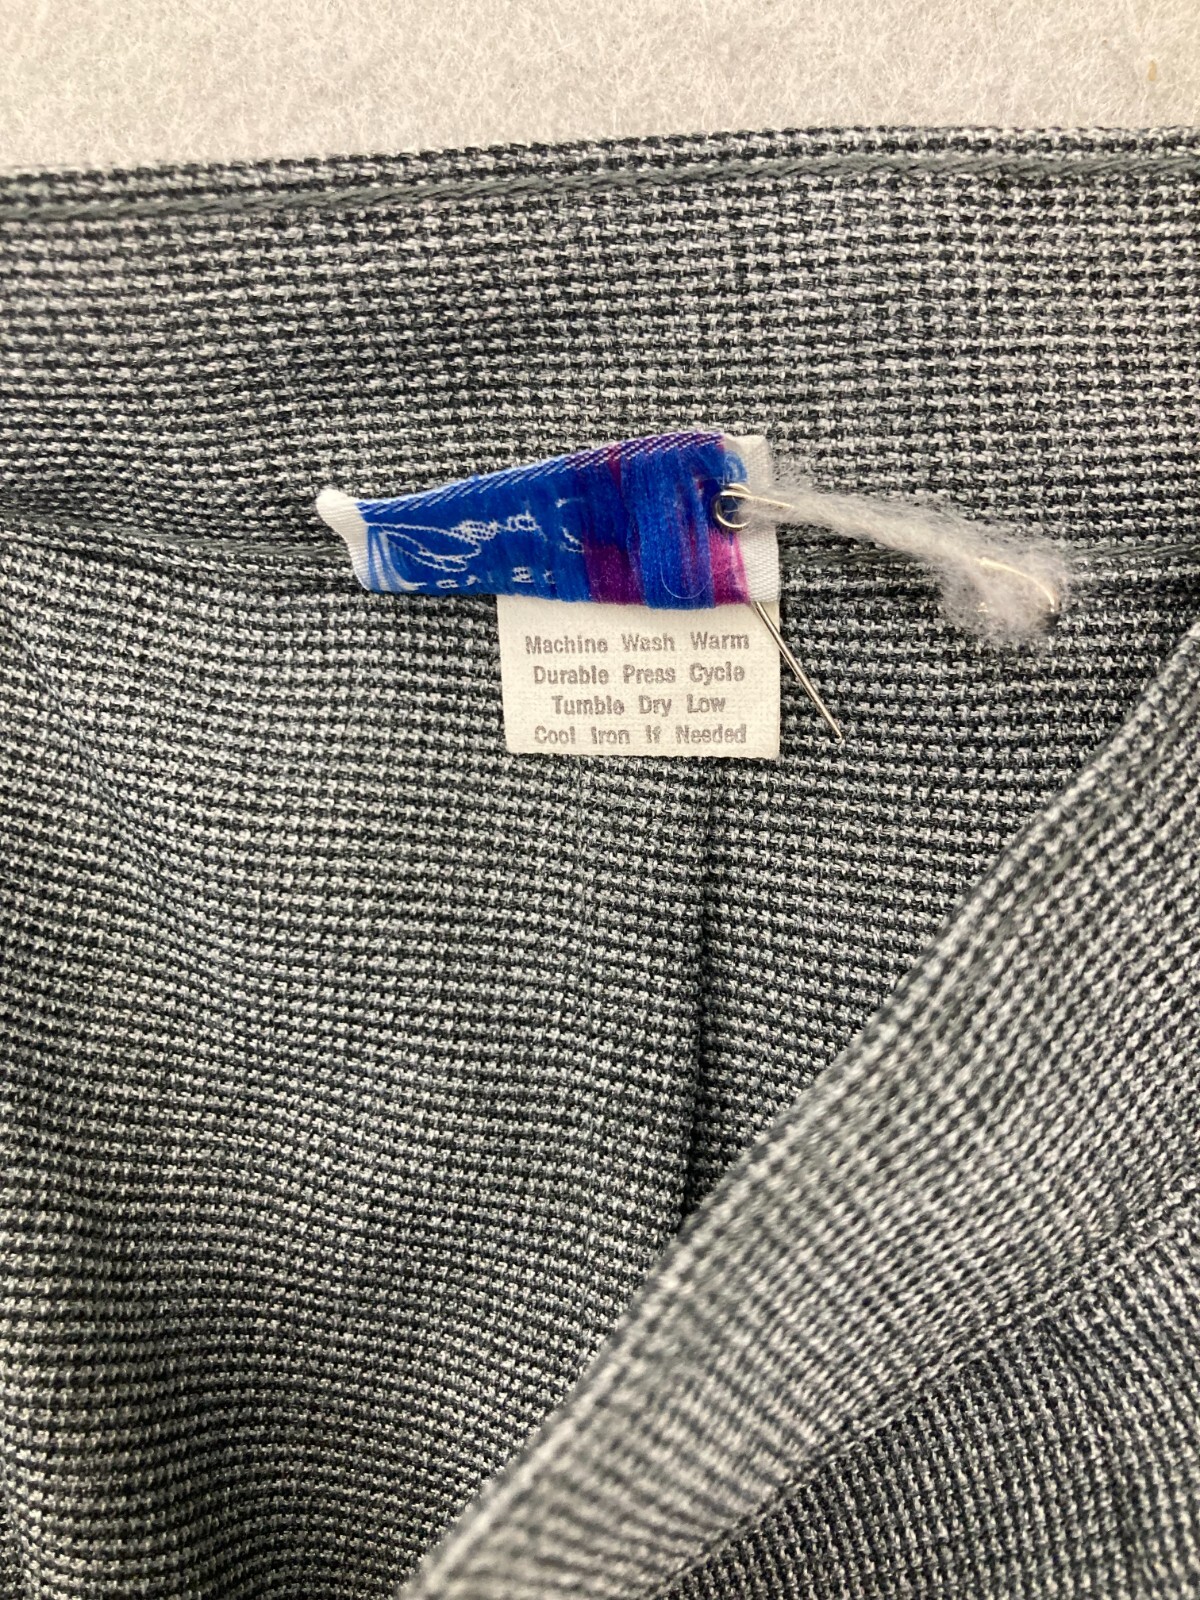 Machine Wash Warm
Durable Press Cycle
Tumble Dry Low
Cool Iron If Needed